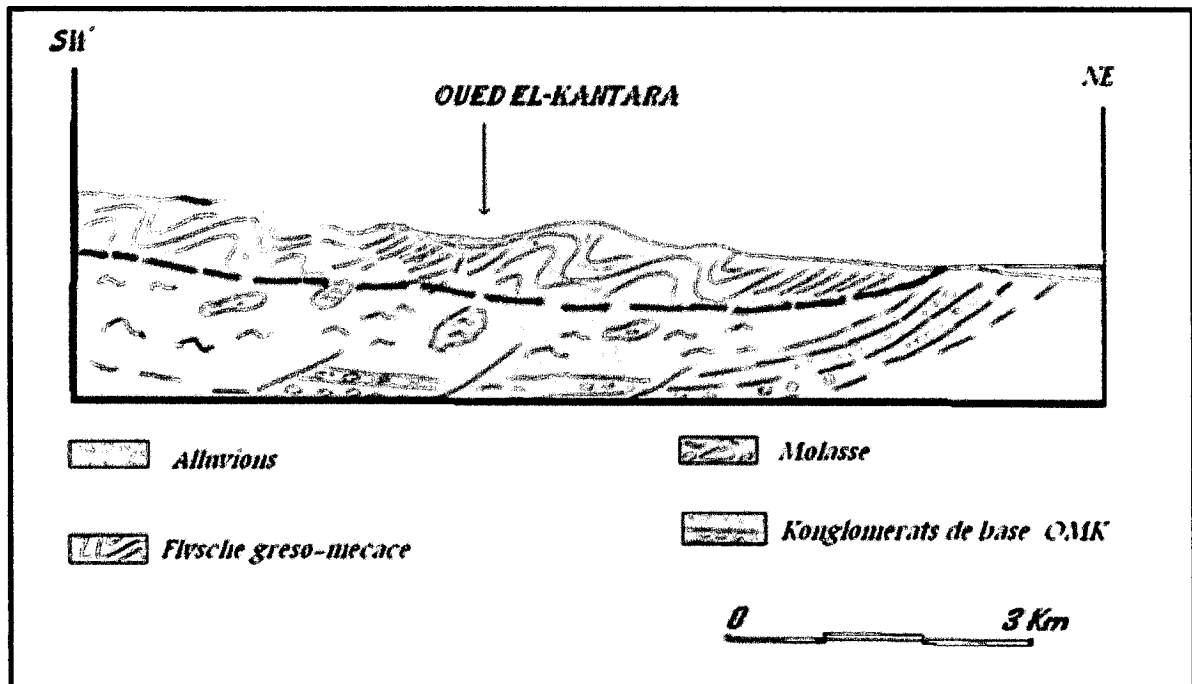 SW
NE
OUED EL-KANTARA
Alluvions
Molasse
Flysche greso-mecace
Konglomerats de base OMK
0 3 Km